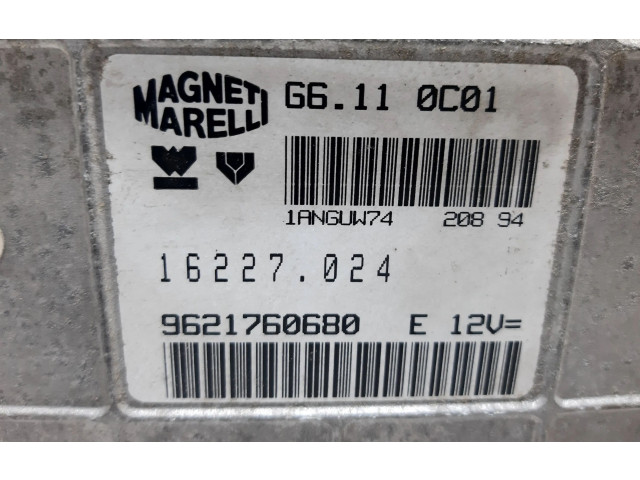 MAGNETI
MARELLI
G6.11 0C01
1ANGUW74 208 94
16227.024
9621760680 E 12V=